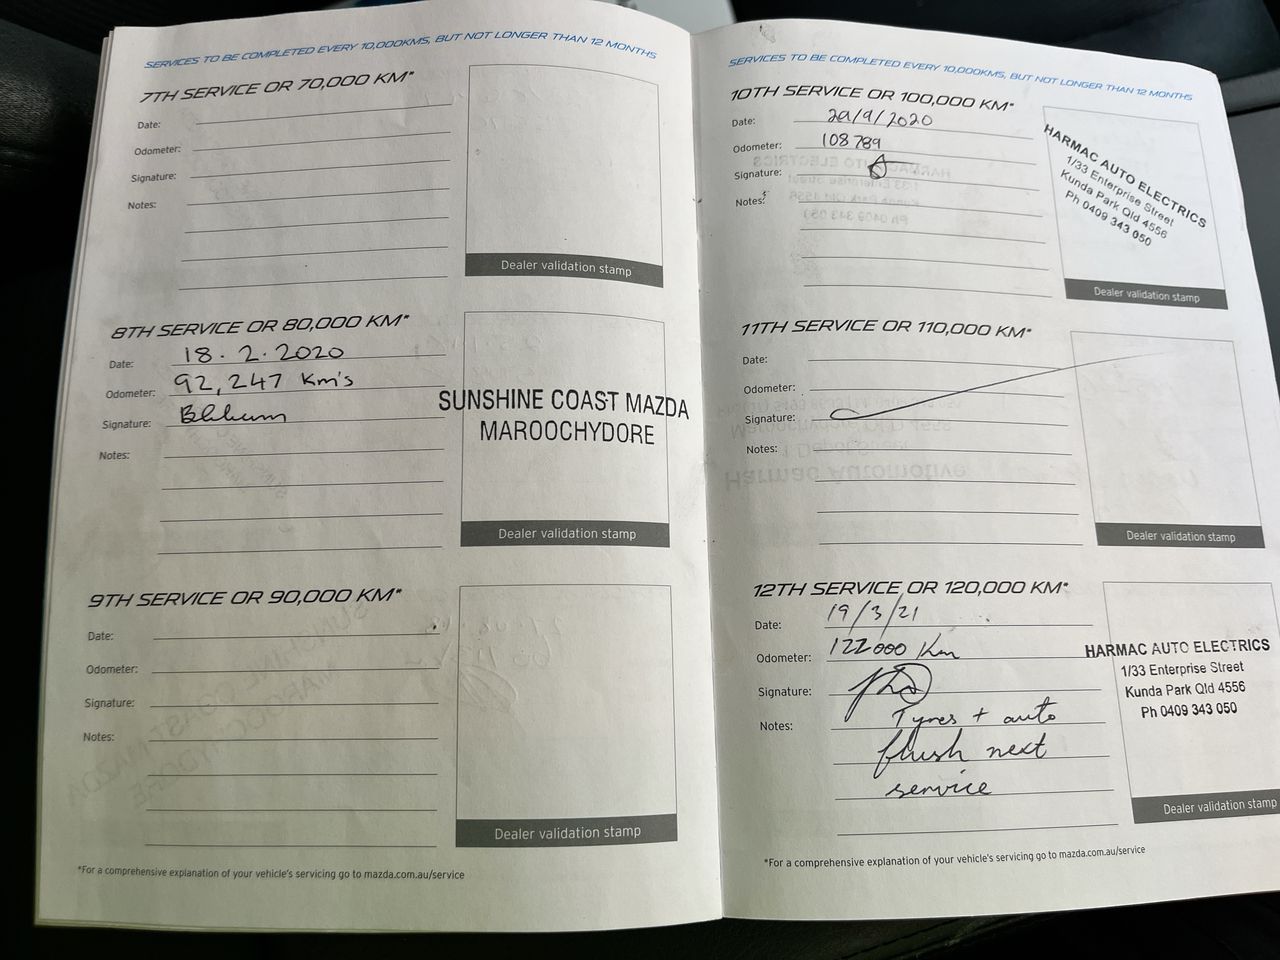 SERVICES TO BE COMPLETED EVERY 10,000KMS, BUT NOT LONGER THAN 12 MONTHS
7TH SERVICE OR 70,000 KM*
Date:
Odometer:
Signature:
Notes:
Dealer validation stamp
8TH SERVICE OR 80,000 KM*
Date: 18.2.2020
Odometer: 92,247 Km's
Signature:
Notes:
SUNSHINE COAST MAZDA
MAROOCHYDORE
Dealer validation stamp
9TH SERVICE OR 90,000 KM*
Date:
Odometer:
Signature:
Notes:
Dealer validation stamp
*For a comprehensive explanation of your vehicle's servicing go to mazda.com.au/service
SERVICES TO BE COMPLETED EVERY 10,000KMS, BUT NOT LONGER THAN 12 MONTHS
10TH SERVICE OR 100,000 KM*
Date: 29/9/2020
Odometer: 108789
Signature:
Notes:
HARMAC AUTO ELECTRICS
1/33 Enterprise Street
Kunda Park Qld 4556
Ph 0409 343 050
Dealer validation stamp
11TH SERVICE OR 110,000 KM*
Date:
Odometer:
Signature:
Notes:
Dealer validation stamp
12TH SERVICE OR 120,000 KM*
Date: 19/3/21
Odometer: 122000 Km
Signature:
Notes: Tyres + auto
flush next
service
HARMAC AUTO ELECTRICS
1/33 Enterprise Street
Kunda Park Qld 4556
Ph 0409 343 050
Dealer validation stamp
*For a comprehensive explanation of your vehicle's servicing go to mazda.com.au/service